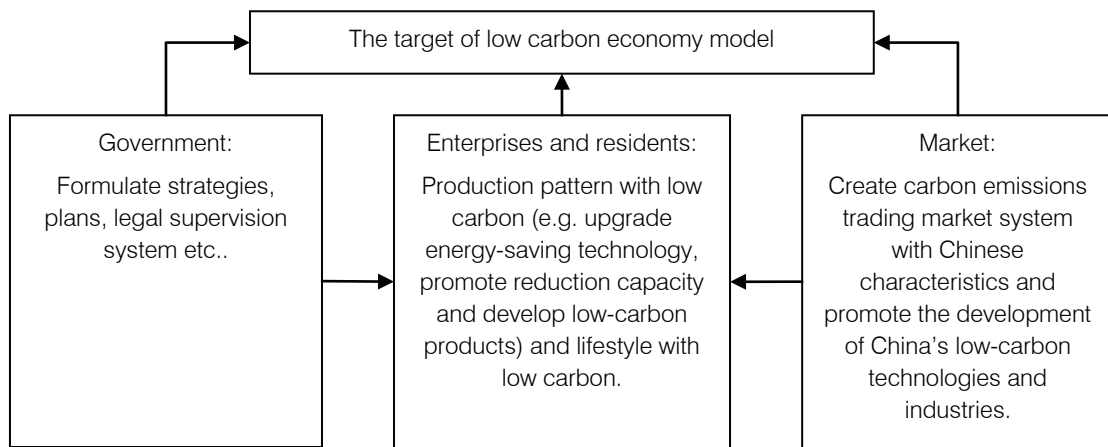 The target of low carbon economy model
Government:
Formulate strategies,
plans, legal supervision
system etc..
Enterprises and residents:
Production pattern with low
carbon (e.g. upgrade
energy-saving technology,
promote reduction capacity
and develop low-carbon
products) and lifestyle with
low carbon.
Market:
Create carbon emissions
trading market system
with Chinese
characteristics and
promote the development
of China's low-carbon
technologies and
industries.